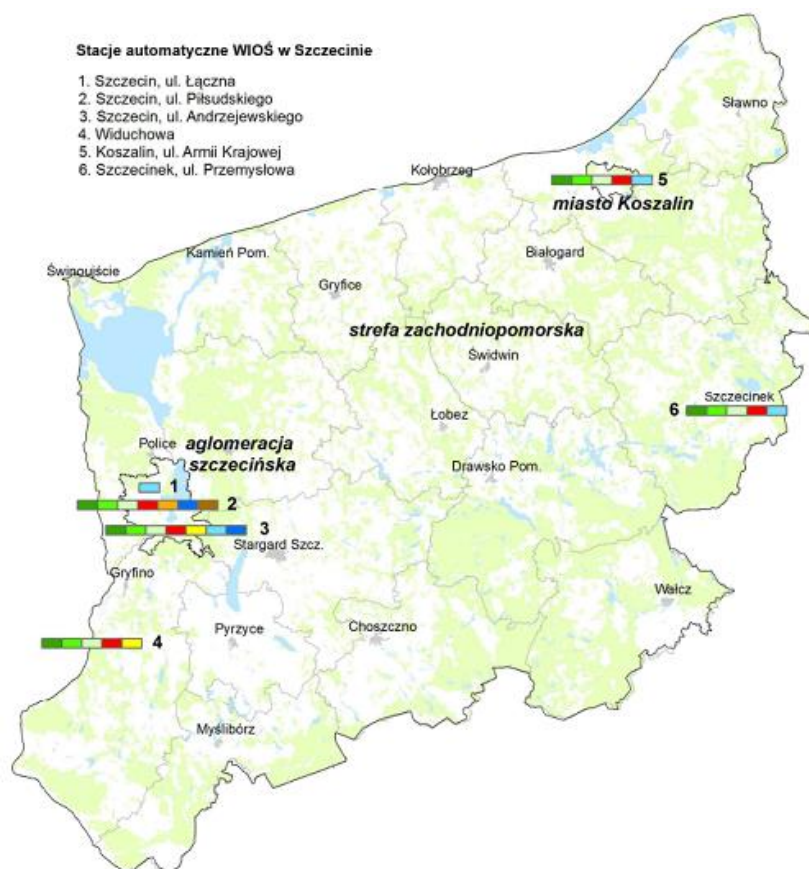 Stacje automatyczne WIOŚ w Szczecinie
1. Szczecin, ul. Łączna
2. Szczecin, ul. Piłsudskiego
3. Szczecin, ul. Andrzejewskiego
4. Widuchowa
5. Koszalin, ul. Armii Krajowej
6. Szczecinek, ul. Przemysłowa
Sławno
Kołobrzeg
5
miasto Koszalin
Kamień Pom.
Białogard
Świnoujście
Gryfice
strefa zachodniopomorska
Świdwin
Szczecinek
6
Łobez
Police
aglomeracja
szczecińska
Drawsko Pom.
1
2
3
Stargard Szcz.
Gryfino
Wałcz
Pyrzyce
Choszczno
4
Myślibórz